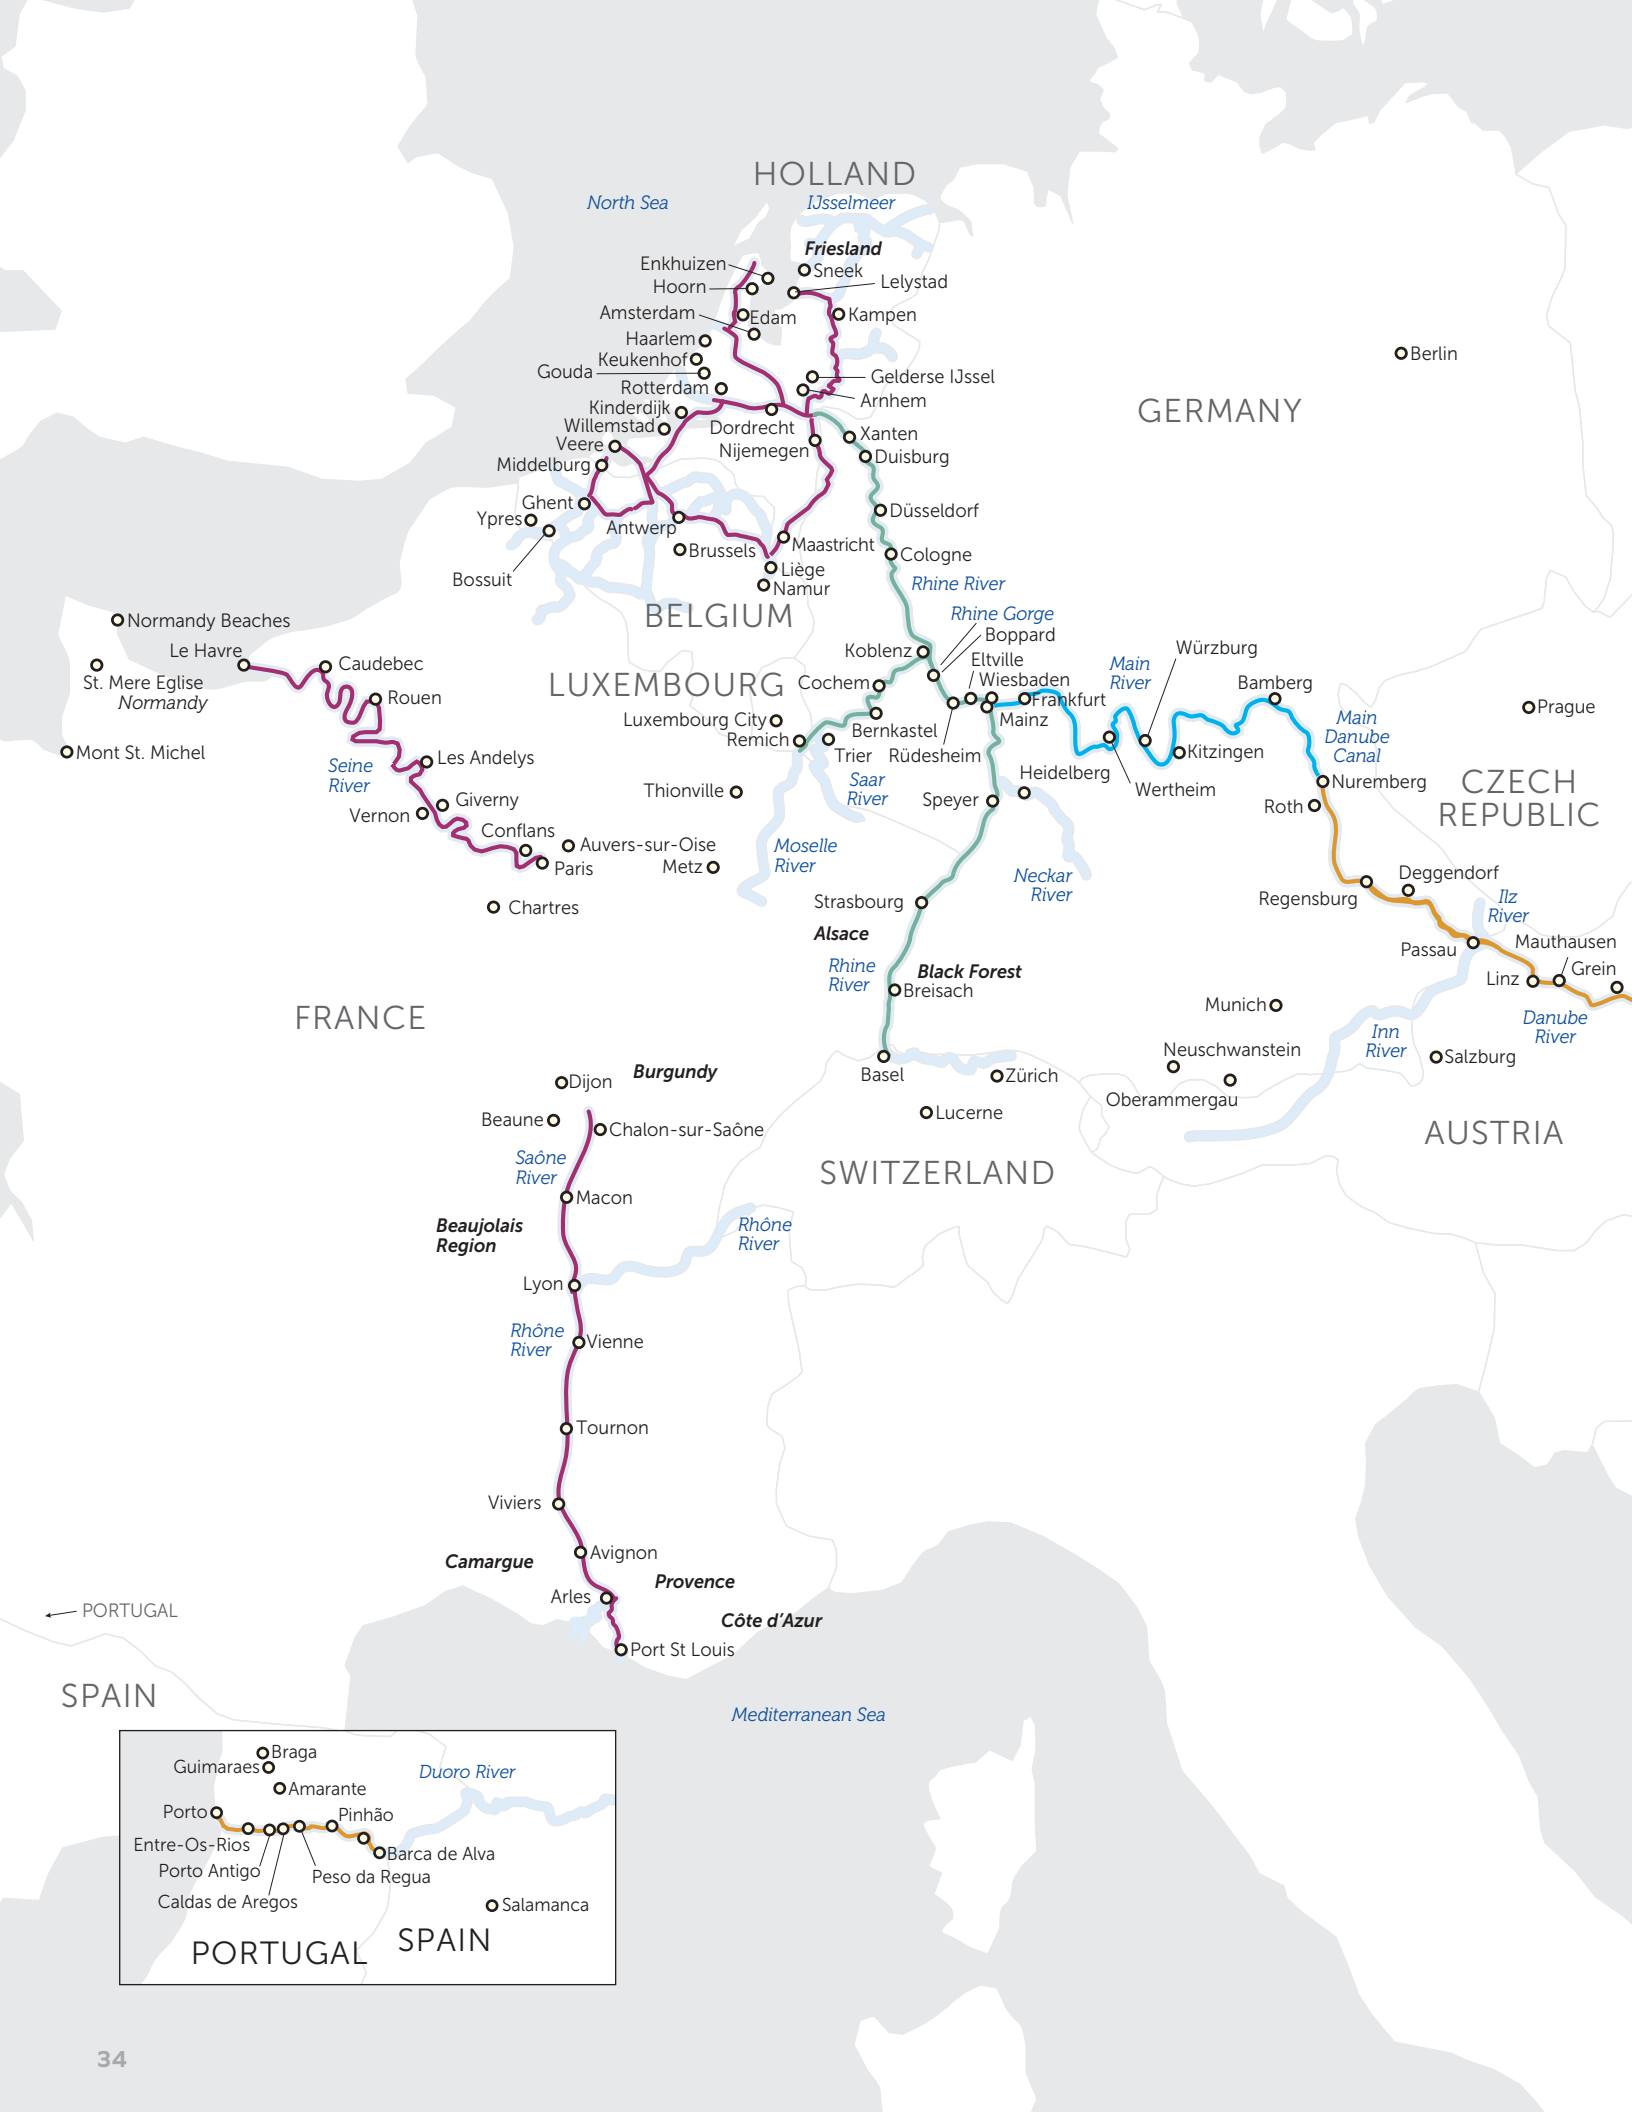 HOLLAND
North Sea
IJsselmeer
Friesland
Enkhuizen
Sneek
Hoorn
Lelystad
Amsterdam
Edam
Kampen
Haarlem
Keukenhof
Gouda
Gelderse IJssel
Rotterdam
Arnhem
Kinderdijk
Willemstad
Dordrecht
Xanten
Veere
Nijemegen
Duisburg
Middelburg
Ghent
Düsseldorf
Ypres
Antwerp
Brussels
Maastricht
Cologne
Bossuit
Liège
Namur
Rhine River
BELGIUM
Berlin
GERMANY
Rhine Gorge
Boppard
Normandy Beaches
Le Havre
Caudebec
Koblenz
Eltville
Würzburg
St. Mere Eglise
Normandy
Rouen
LUXEMBOURG
Cochem
Wiesbaden
Main
River
Bamberg
Frankfurt
Luxembourg City
Bernkastel
Mainz
Prague
Remich
Trier
Rüdesheim
Main
Danube
Canal
Mont St. Michel
Les Andelys
Kitzingen
Seine
River
Saar
River
Heidelberg
Wertheim
Nuremberg
CZECH
REPUBLIC
Thionville
Giverny
Vernon
Speyer
Roth
Conflans
Auvers-sur-Oise
Moselle
River
Paris
Metz
Neckar
River
Deggendorf
Regensburg
Ilz
River
Chartres
Strasbourg
Alsace
Passau
Mauthausen
Rhine
River
Black Forest
Breisach
Linz
Grein
FRANCE
Munich
Danube
River
Inn
River
Neuschwanstein
Salzburg
Basel
Zürich
Dijon
Burgundy
Oberammergau
Beaune
Chalon-sur-Saône
Lucerne
AUSTRIA
Saône
River
SWITZERLAND
Macon
Beaujolais
Region
Rhône
River
Lyon
Rhône
River
Vienne
Tournon
Viviers
Avignon
Camargue
Provence
Arles
PORTUGAL
Côte d’Azur
Port St Louis
SPAIN
Mediterranean Sea
Braga
Guimaraes
Duoro River
Amarante
Porto
Pinhão
Entre-Os-Rios
Barca de Alva
Porto Antigo
Peso da Regua
Caldas de Aregos
Salamanca
PORTUGAL
SPAIN
34